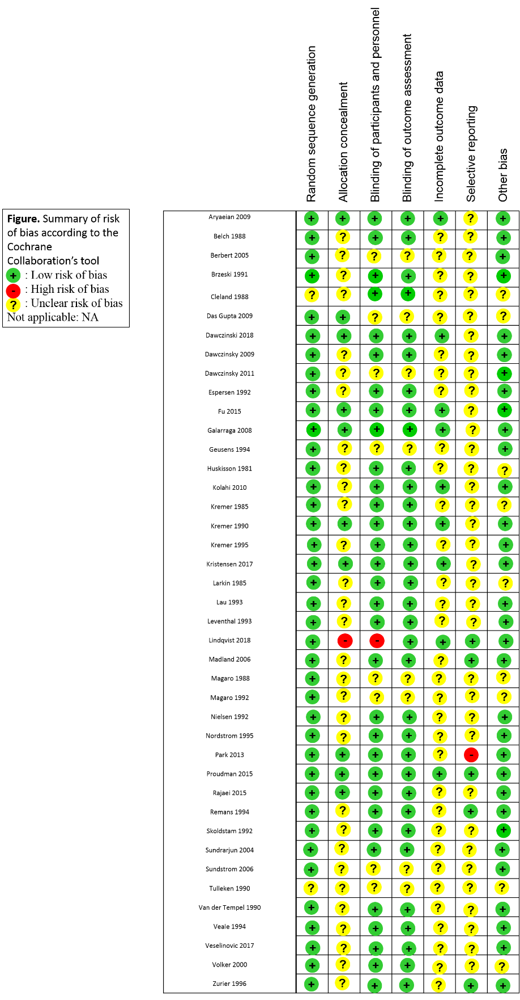 Random sequence generation
Allocation concealment
Blinding of participants and personnel
Blinding of outcome assessment
Incomplete outcome data
Selective reporting
Other bias
Figure. Summary of risk
of bias according to the
Cochrane
Collaboration's tool
+ : Low risk of bias
- : High risk of bias
? : Unclear risk of bias
Not applicable: NA
Aryaeian 2009 + + + + + ? +
Belch 1988 + ? + + ? ? +
Berbert 2005 + ? ? ? ? ? +
Brzeski 1991 + ? + + ? ? +
Cleland 1988 ? ? + + ? ? ?
Das Gupta 2009 + + ? ? ? ? ?
Dawczinski 2018 + + + + + ? +
Dawczinsky 2009 + ? + + ? ? +
Dawczinsky 2011 + ? ? ? ? ? +
Espersen 1992 + ? + + ? ? +
Fu 2015 + + + + + ? +
Galarraga 2008 + + + + + ? +
Geusens 1994 + ? ? ? ? ? +
Huskisson 1981 + ? + + ? ? ?
Kolahi 2010 + ? + + + ? +
Kremer 1985 + ? + + ? ? ?
Kremer 1990 + + + + + ? +
Kremer 1995 + ? + + ? ? +
Kristensen 2017 + + + + + ? +
Larkin 1985 + ? + + ? ? ?
Lau 1993 + ? + + ? ? +
Leventhal 1993 + ? + + ? ? +
Lindqvist 2018 + - - + + + +
Madland 2006 + ? + + ? + +
Magaro 1988 + ? ? ? ? ? ?
Magaro 1992 + ? ? ? ? ? ?
Nielsen 1992 + ? + + ? ? +
Nordstrom 1995 + ? + + ? ? +
Park 2013 + + + + ? - +
Proudman 2015 + + + + + + +
Rajaei 2015 + + + + ? ? +
Remans 1994 + ? + + ? + +
Skoldstam 1992 + ? + + ? ? +
Sundrarjun 2004 + ? + + ? ? +
Sundstrom 2006 + ? ? ? ? ? +
Tulleken 1990 ? ? ? ? ? ? ?
Van der Tempel 1990 + ? + + ? ? +
Veale 1994 + ? + + ? ? +
Veselinovic 2017 + ? + + ? ? +
Volker 2000 + ? + + ? ? ?
Zurier 1996 + ? + + ? + +